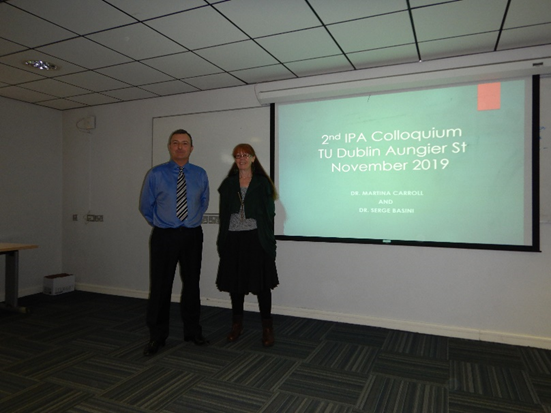 2nd IPA Colloquium
TU Dublin Aungier St
November 2019
DR. MARTINA CARROLL
AND
DR. SERGE BASINI